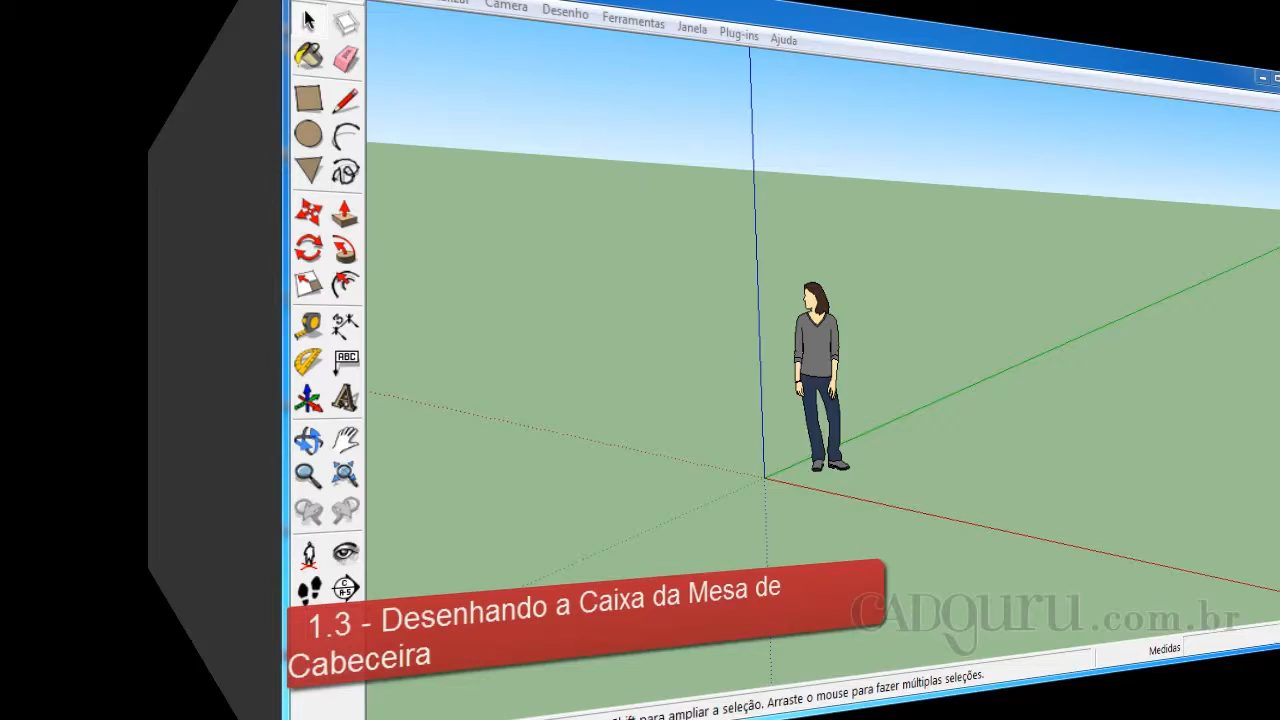 Câmera Desenho Ferramentas Janela Plug-ins Ajuda
ABC
C
A-5
1.3 - Desenhando a Caixa da Mesa de
Cabeceira
CADguru.com.br
Medidas
para ampliar a seleção. Arraste o mouse para fazer múltiplas seleções.